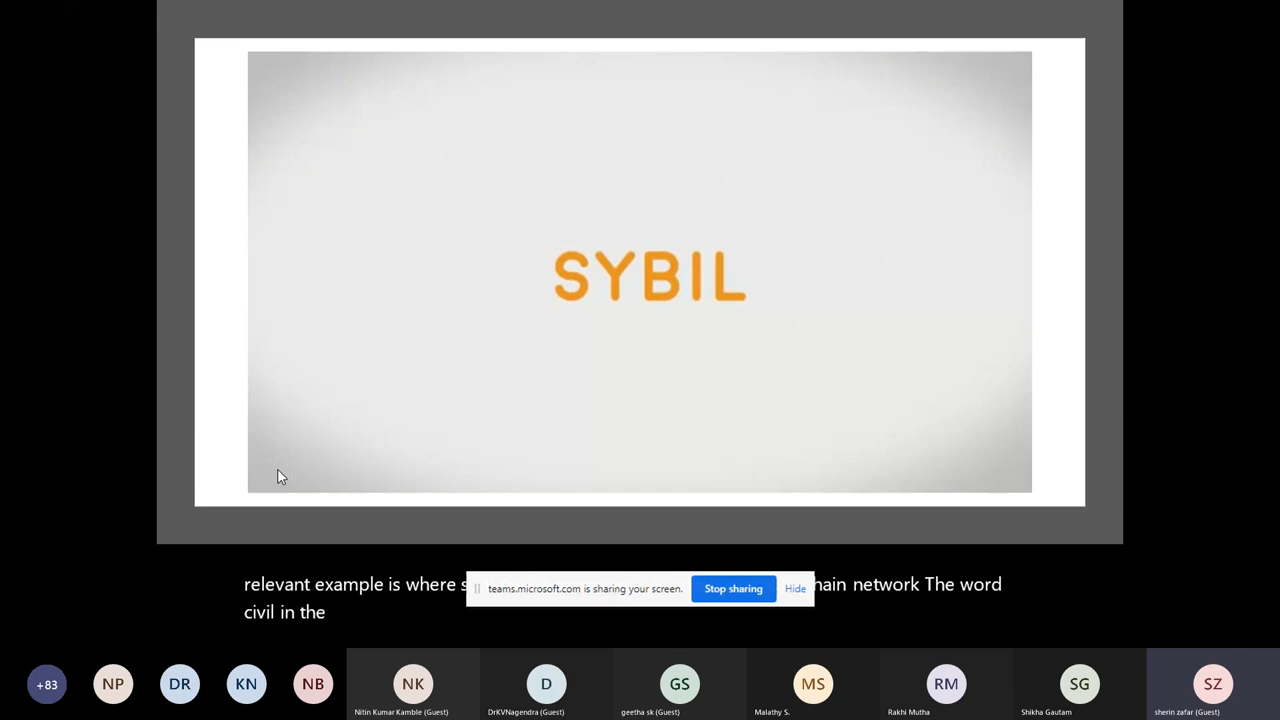 SYBIL
relevant example is where s
hain network The word
civil in the
teams.microsoft.com is sharing your screen.
Stop sharing
Hide
+83
NP
DR
KN
NB
NK
D
GS
MS
RM
SG
SZ
Nitin Kumar Kamble (Guest)
DrKVNagendra (Guest)
geetha sk (Guest)
Malathy S.
Rakhi Mutha
Shikha Gautam
sherin zafar (Guest)